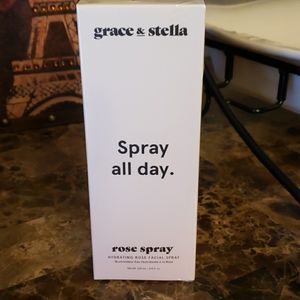 grace & stella
Spray
all day.
rose spray
HYDRATING ROSE FACIAL SPRAY